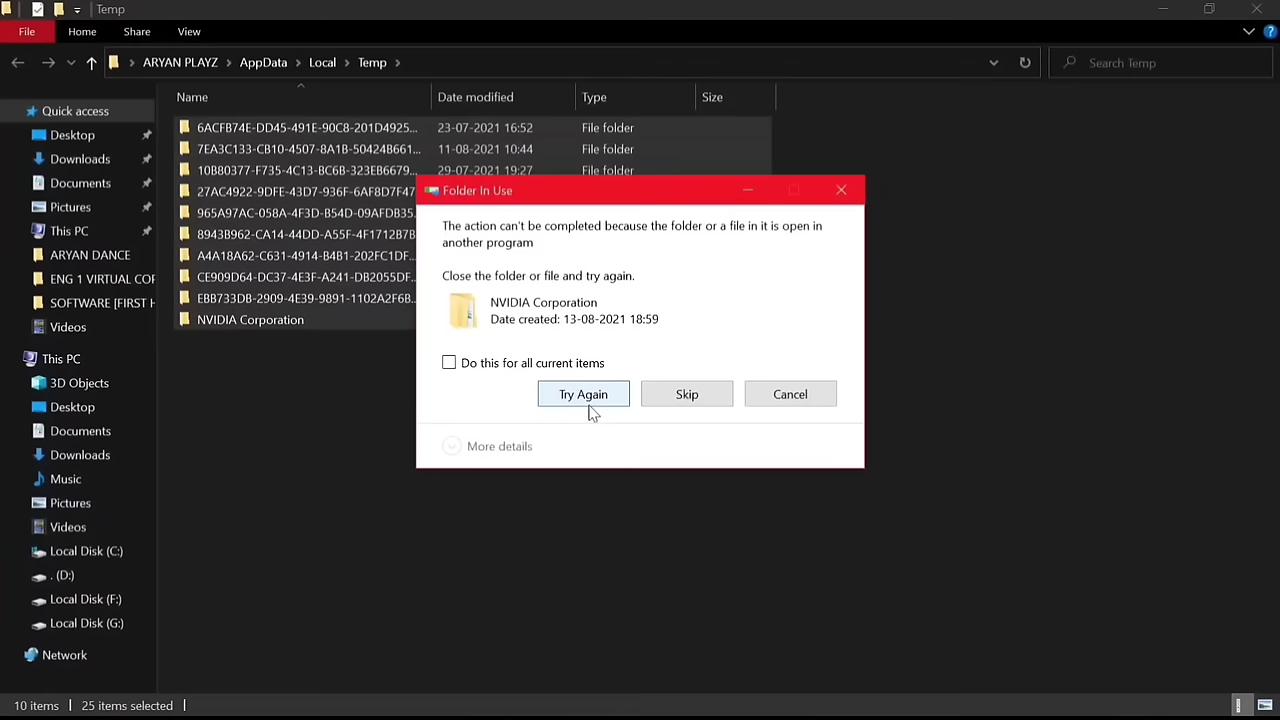 Temp
File Home Share View
ARYAN PLAYZ AppData Local Temp
Search Temp
Name Date modified Type Size
Quick access
Desktop
Downloads
Documents
Pictures
This PC
ARYAN DANCE
ENG 1 VIRTUAL COF
SOFTWARE [FIRST H
Videos
This PC
3D Objects
Desktop
Documents
Downloads
Music
Pictures
Videos
Local Disk (C:)
. (D:)
Local Disk (F:)
Local Disk (G:)
Network
6ACFB74E-DD45-491E-90C8-201D4925... 23-07-2021 16:52 File folder
7EA3C133-CB10-4507-8A1B-50424B661... 11-08-2021 10:44 File folder
10B80377-F735-4C13-BC6B-323EB6679... 29-07-2021 19:27 File folder
27AC4922-9DFE-43D7-936F-6AF8D7F47
965A97AC-058A-4F3D-B54D-09AFDB35.
8943B962-CA14-44DD-A55F-4F1712B7B
A4A18A62-C631-4914-B4B1-202FC1DF..
CE909D64-DC37-4E3F-A241-DB2055DF..
EBB733DB-2909-4E39-9891-1102A2F6B..
NVIDIA Corporation
Folder In Use
The action can't be completed because the folder or a file in it is open in
another program
Close the folder or file and try again.
NVIDIA Corporation
Date created: 13-08-2021 18:59
Do this for all current items
Try Again Skip Cancel
More details
10 items 25 items selected